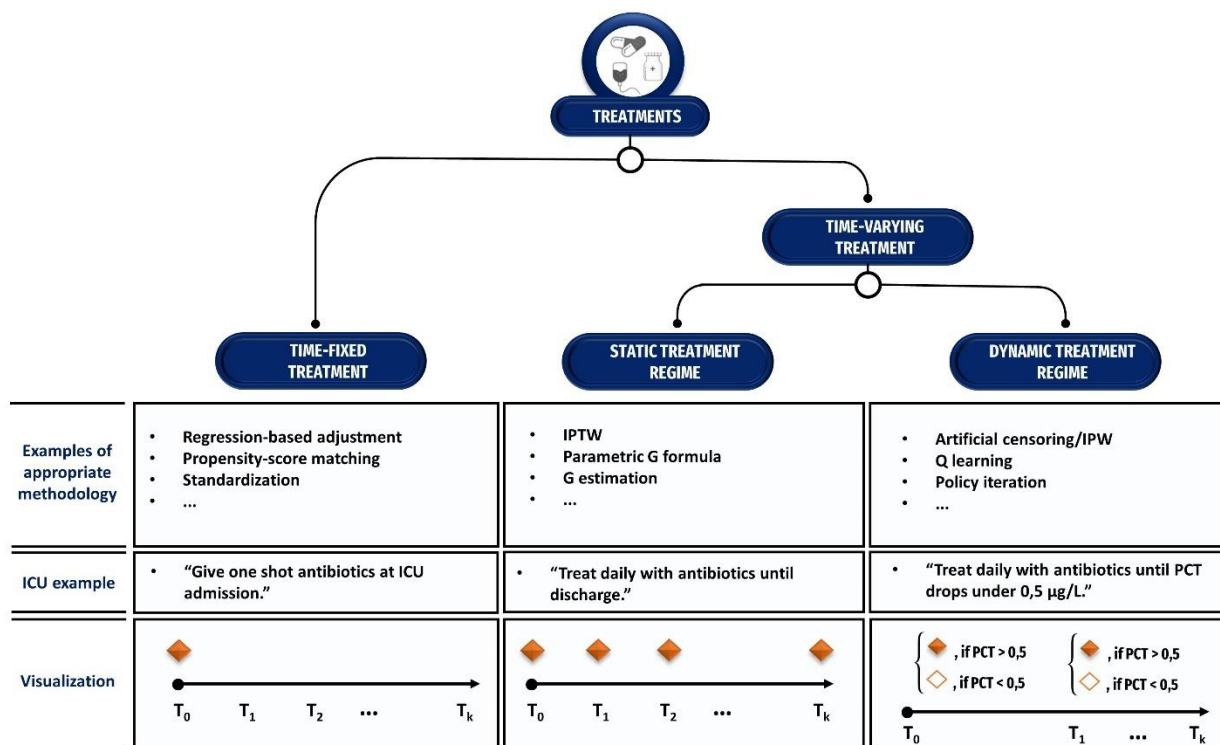 TREATMENTS
TIME-VARYING
TREATMENT
TIME-FIXED
TREATMENT
STATIC TREATMENT
REGIME
DYNAMIC TREATMENT
REGIME
Examples of
appropriate
methodology
• Regression-based adjustment
• Propensity-score matching
• Standardization
• ...
• IPTW
• Parametric G formula
• G estimation
• ...
• Artificial censoring/IPW
• Q learning
• Policy iteration
• ...
ICU example
• “Give one shot antibiotics at ICU
admission.”
• “Treat daily with antibiotics until
discharge.”
• “Treat daily with antibiotics until PCT
drops under 0,5 µg/L.”
Visualization
T0 T1 T2 ... Tk
T0 T1 T2 ... Tk
, if PCT > 0,5 , if PCT > 0,5
, if PCT < 0,5 , if PCT < 0,5
T0 T1 ... Tk